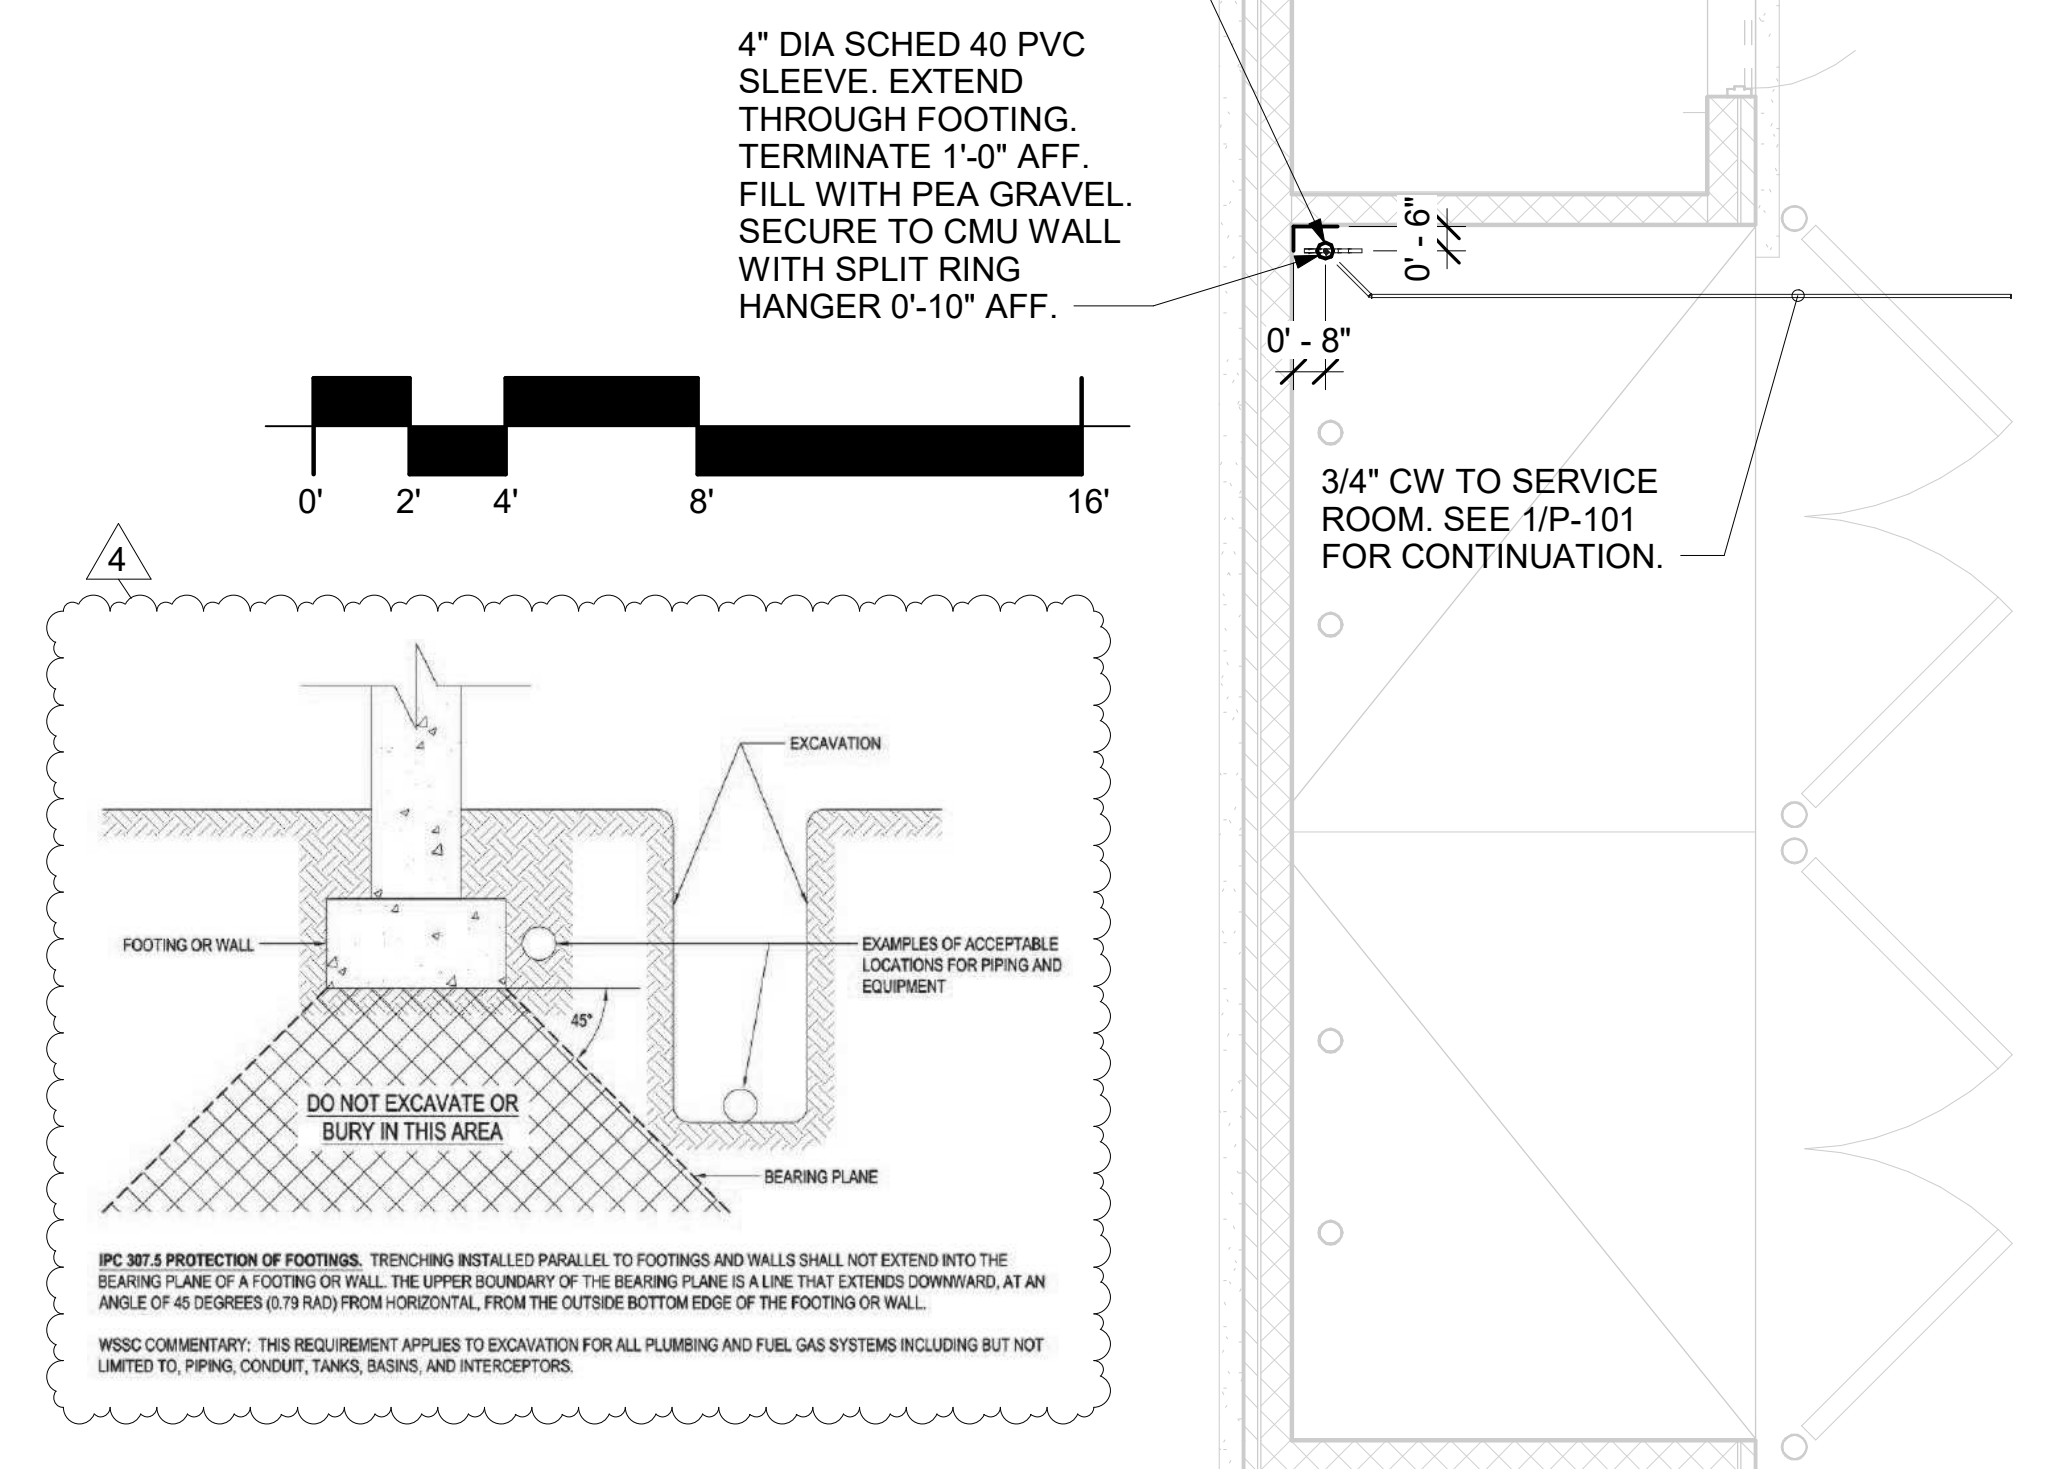 4" DIA SCHED 40 PVC
SLEEVE. EXTEND
THROUGH FOOTING.
TERMINATE 1'-0" AFF.
FILL WITH PEA GRAVEL.
SECURE TO CMU WALL
WITH SPLIT RING
HANGER 0'-10" AFF.
0' - 6"
0' - 8"
0' 2' 4' 8' 16'
3/4" CW TO SERVICE
ROOM. SEE 1/P-101
FOR CONTINUATION.
4
EXCAVATION
FOOTING OR WALL
EXAMPLES OF ACCEPTABLE
LOCATIONS FOR PIPING AND
EQUIPMENT
45°
DO NOT EXCAVATE OR
BURY IN THIS AREA
BEARING PLANE
IPC 307.5 PROTECTION OF FOOTINGS. TRENCHING INSTALLED PARALLEL TO FOOTINGS AND WALLS SHALL NOT EXTEND INTO THE
BEARING PLANE OF A FOOTING OR WALL. THE UPPER BOUNDARY OF THE BEARING PLANE IS A LINE THAT EXTENDS DOWNWARD, AT AN
ANGLE OF 45 DEGREES (0.79 RAD) FROM HORIZONTAL, FROM THE OUTSIDE BOTTOM EDGE OF THE FOOTING OR WALL.
WSSC COMMENTARY: THIS REQUIREMENT APPLIES TO EXCAVATION FOR ALL PLUMBING AND FUEL GAS SYSTEMS INCLUDING BUT NOT
LIMITED TO, PIPING, CONDUIT, TANKS, BASINS, AND INTERCEPTORS.